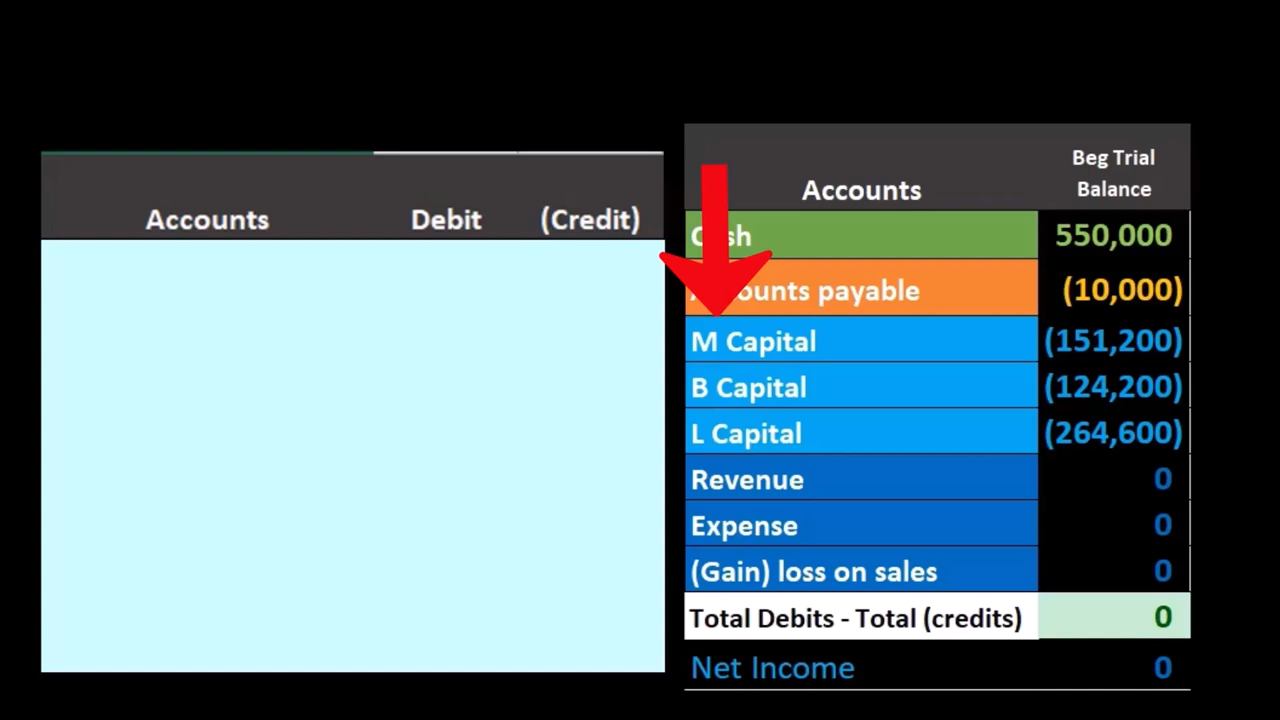 Accounts Debit (Credit)
Beg Trial
Accounts Balance
550,000
payable (10,000)
M Capital (151,200)
B Capital (124,200)
L Capital (264,600)
Revenue 0
Expense 0
(Gain) loss on sales 0
Total Debits - Total (credits) 0
Net Income 0